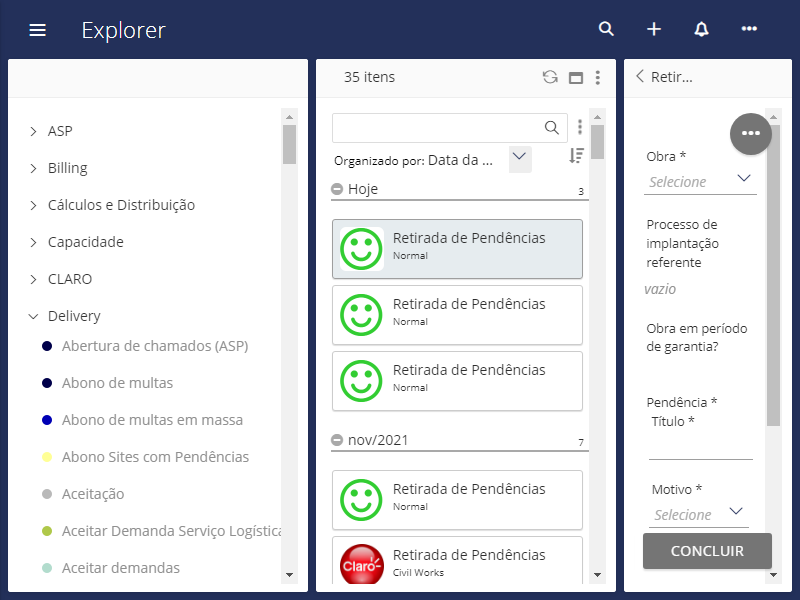 Explorer
ASP
Billing
Cálculos e Distribuição
Capacidade
CLARO
Delivery
Abertura de chamados (ASP)
Abono de multas
Abono de multas em massa
Abono Sites com Pendências
Aceitação
Aceitar Demanda Serviço Logística
Aceitar demandas
35 itens
Organizado por: Data da ...
Hoje
3
Retirada de Pendências
Normal
Retirada de Pendências
Normal
Retirada de Pendências
Normal
nov/2021
7
Retirada de Pendências
Normal
Claro
Retirada de Pendências
Civil Works
Retir...
Obra *
Selecione
Processo de
implantação
referente
vazio
Obra em período
de garantia?
Pendência *
Título *
Motivo *
Selecione
CONCLUIR